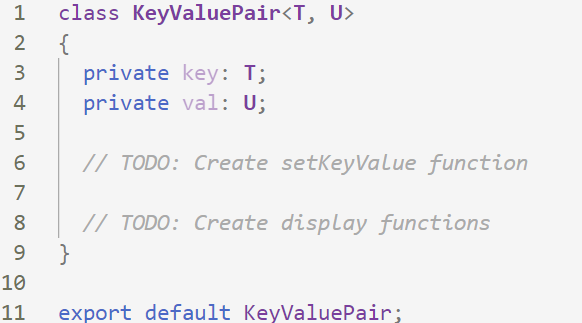 1 class KeyValuePair<T, U>
2 {
3   private key: T;
4   private val: U;
5
6   // TODO: Create setKeyValue function
7
8   // TODO: Create display functions
9 }
10
11 export default KeyValuePair;